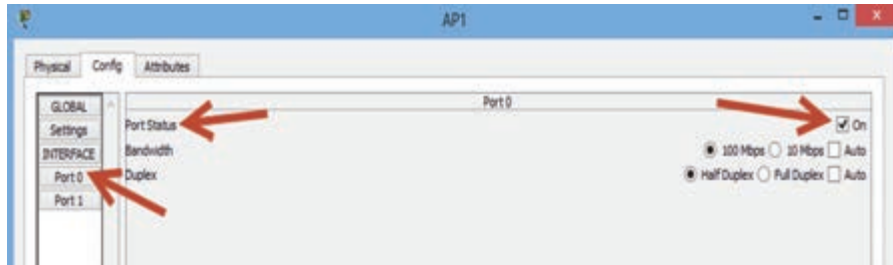 AP1
Physical Config Attributes
GLOBAL
Settings
INTERFACE
Port 0
Port 1
Port 0
Port Status On
Bandwidth 100 Mbps 10 Mbps Auto
Duplex Half Duplex Full Duplex Auto